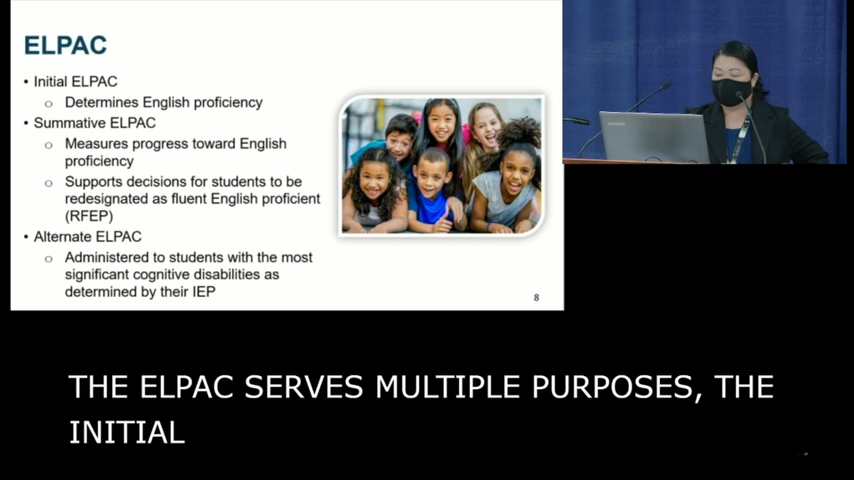 ELPAC
• Initial ELPAC
o Determines English proficiency
• Summative ELPAC
o Measures progress toward English
proficiency
o Supports decisions for students to be
redesignated as fluent English proficient
(RFEP)
• Alternate ELPAC
o Administered to students with the most
significant cognitive disabilities as
determined by their IEP
8
THE ELPAC SERVES MULTIPLE PURPOSES, THE
INITIAL